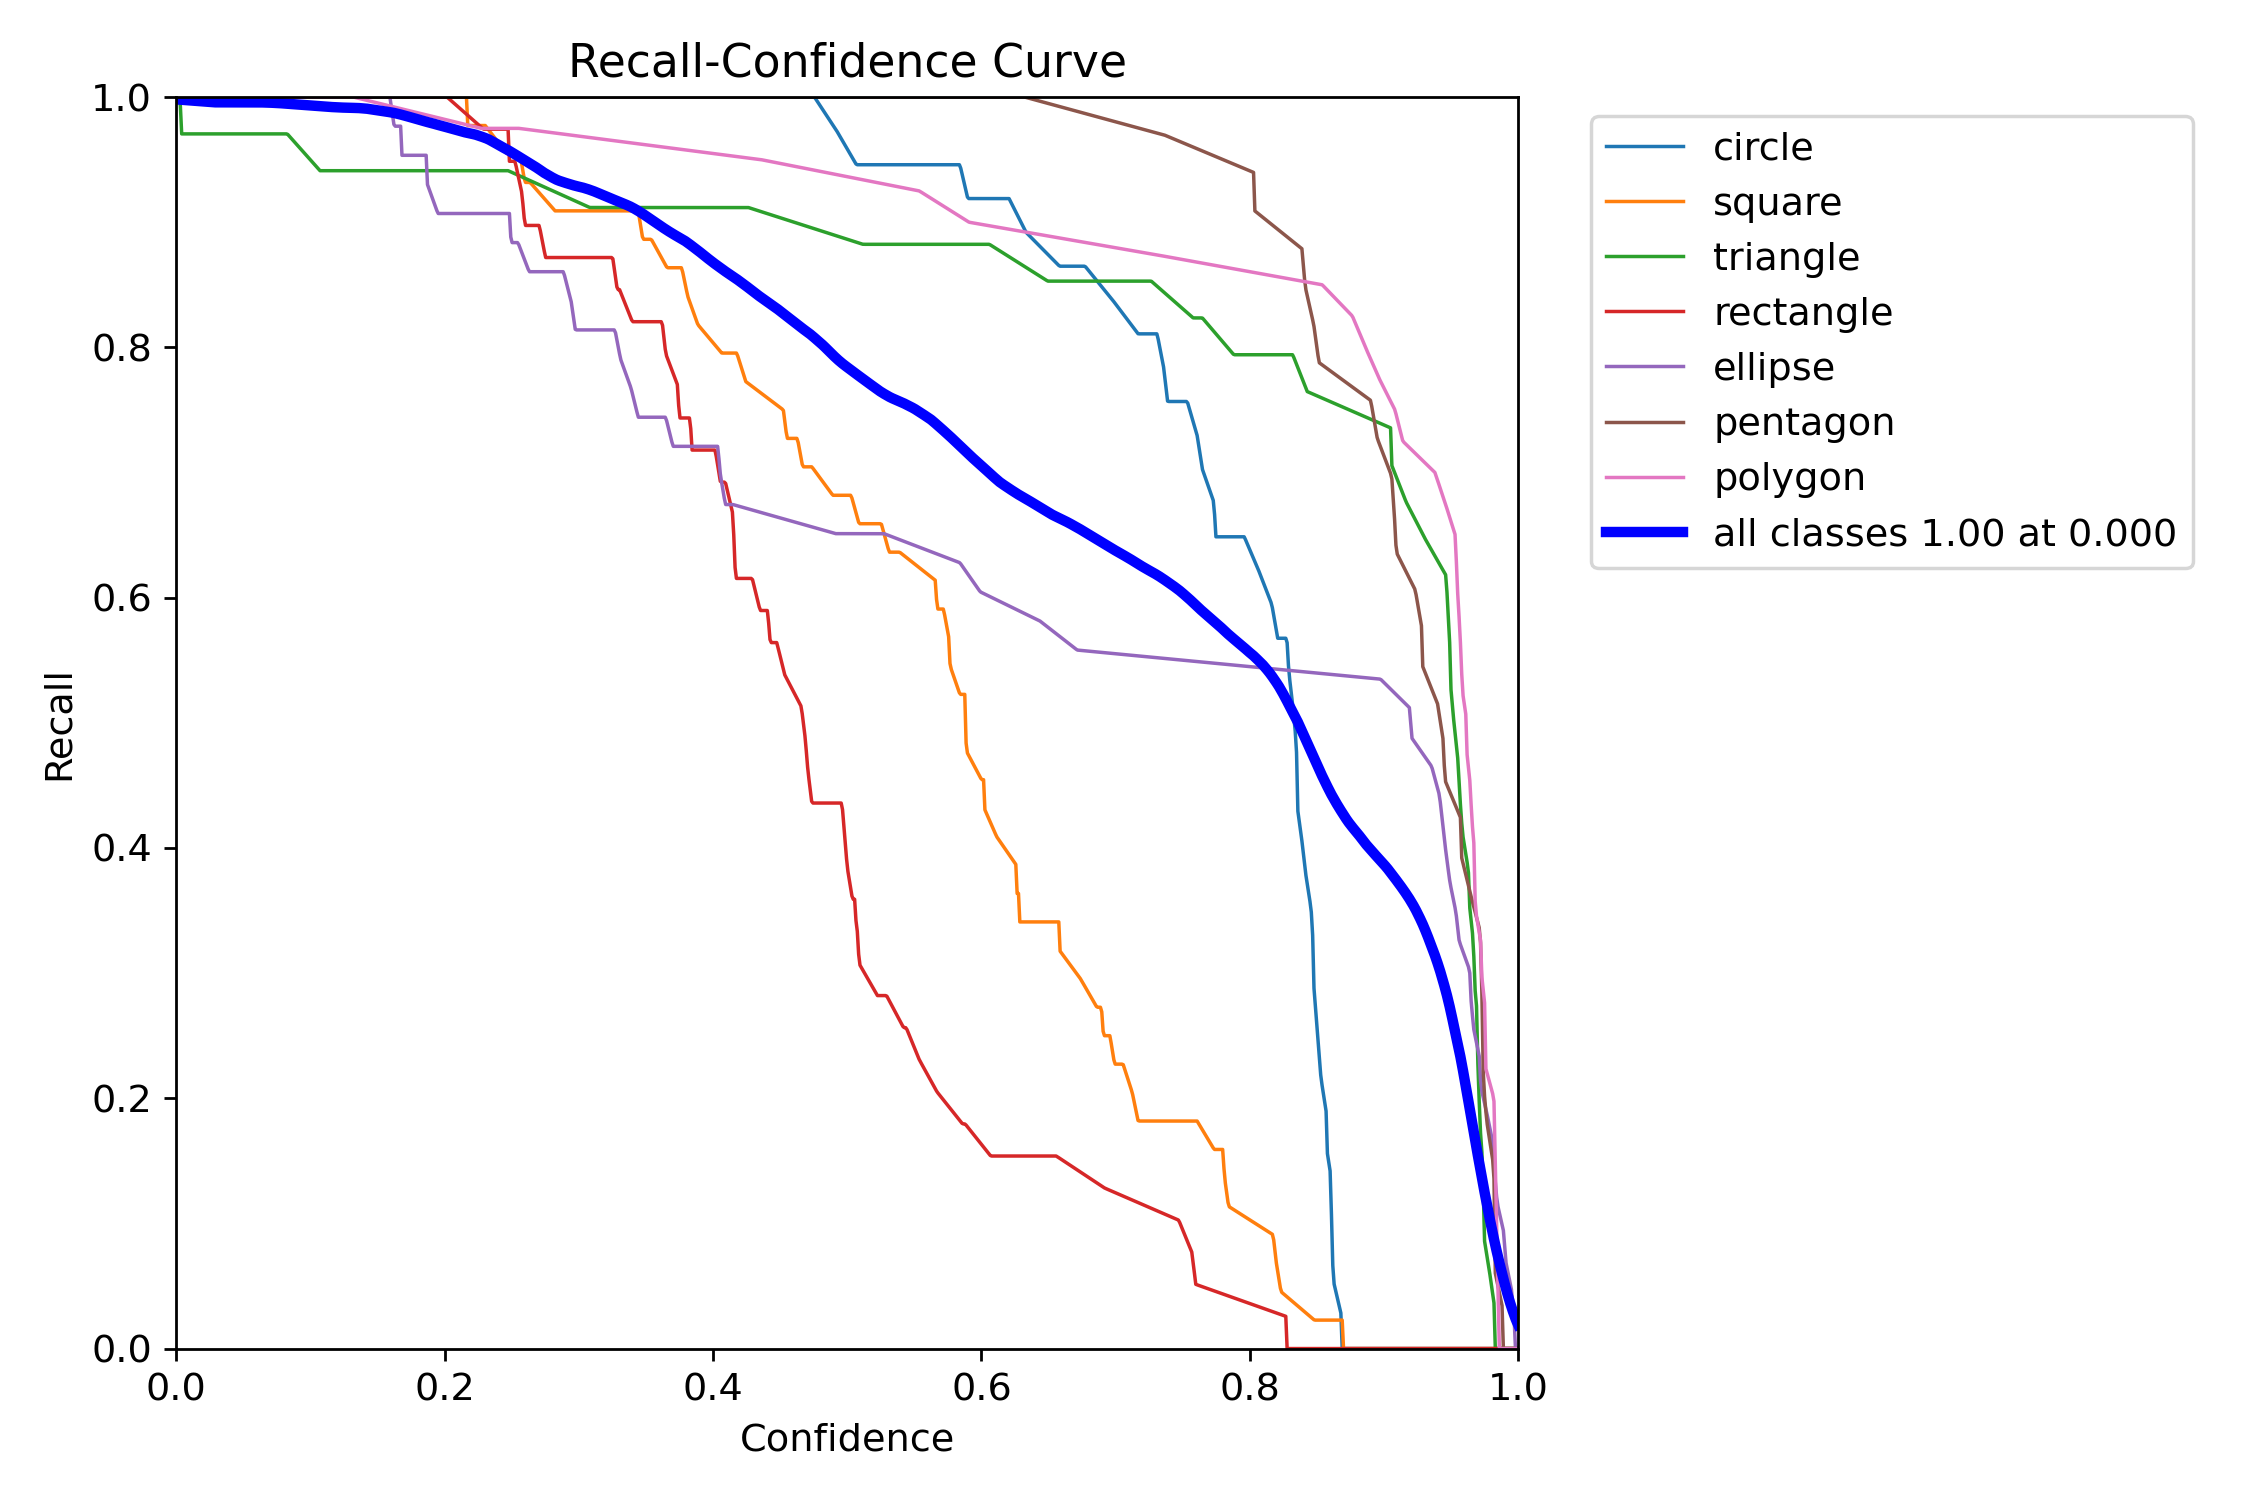 Recall-Confidence Curve
1.0
0.8
0.6
0.4
0.2
0.0
Recall
0.0 0.2 0.4 0.6 0.8 1.0
Confidence
circle
square
triangle
rectangle
ellipse
pentagon
polygon
all classes 1.00 at 0.000